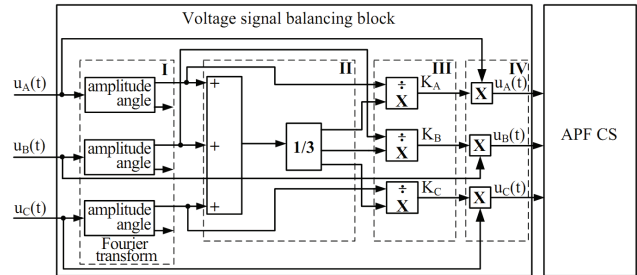 Voltage signal balancing block
I
II
III
IV
u_A(t)
amplitude
angle
+
÷
X
K_A
X
u_A(t)
u_B(t)
amplitude
angle
+
1/3
÷
X
K_B
X
u_B(t)
APF CS
u_C(t)
amplitude
angle
+
÷
X
K_C
X
u_C(t)
Fourier
transform